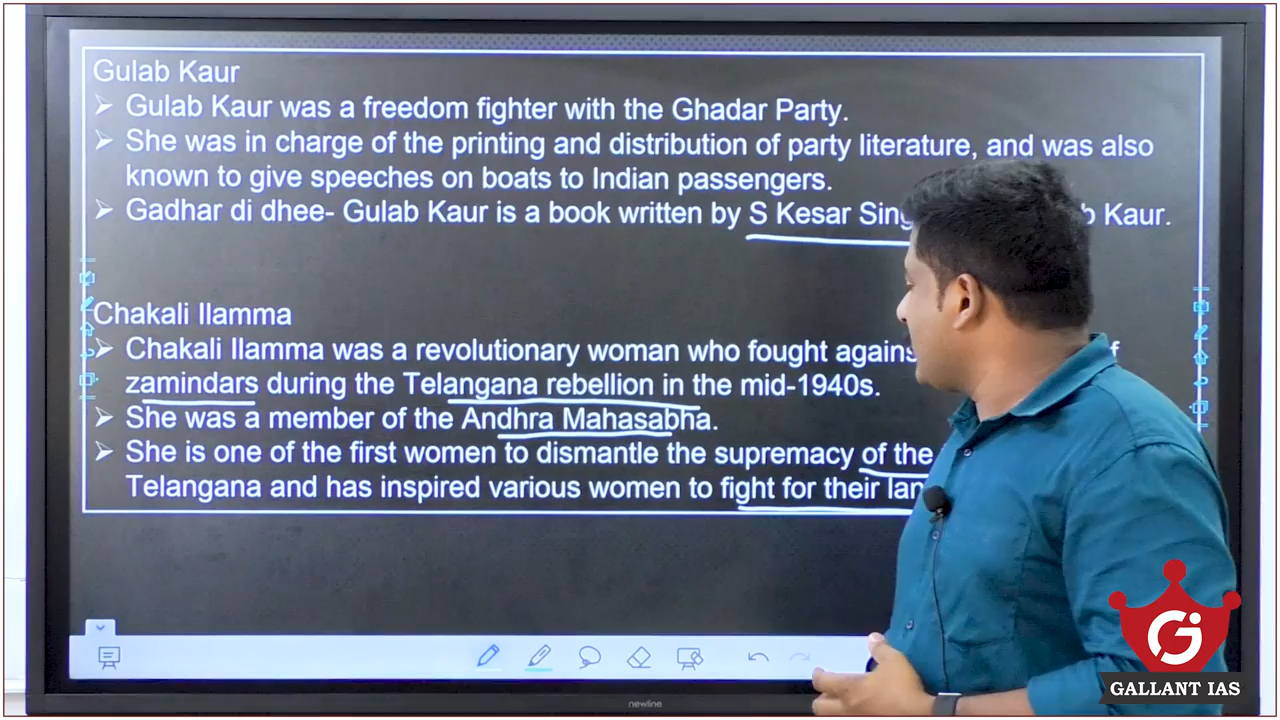 Gulab Kaur
➢ Gulab Kaur was a freedom fighter with the Ghadar Party.
➢ She was in charge of the printing and distribution of party literature, and was also
known to give speeches on boats to Indian passengers.
➢ Gadhar di dhee- Gulab Kaur is a book written by S Kesar Kaur.
Chakali Ilamma
➢ Chakali Ilamma was a revolutionary woman who fought
zamindars during the Telangana rebellion in the mid-1940s.
➢ She was a member of the Andhra Mahasabha.
➢ She is one of the first women to dismantle the supremacy of the
Telangana and has inspired various women to fight for their
newline
GALLANT IAS